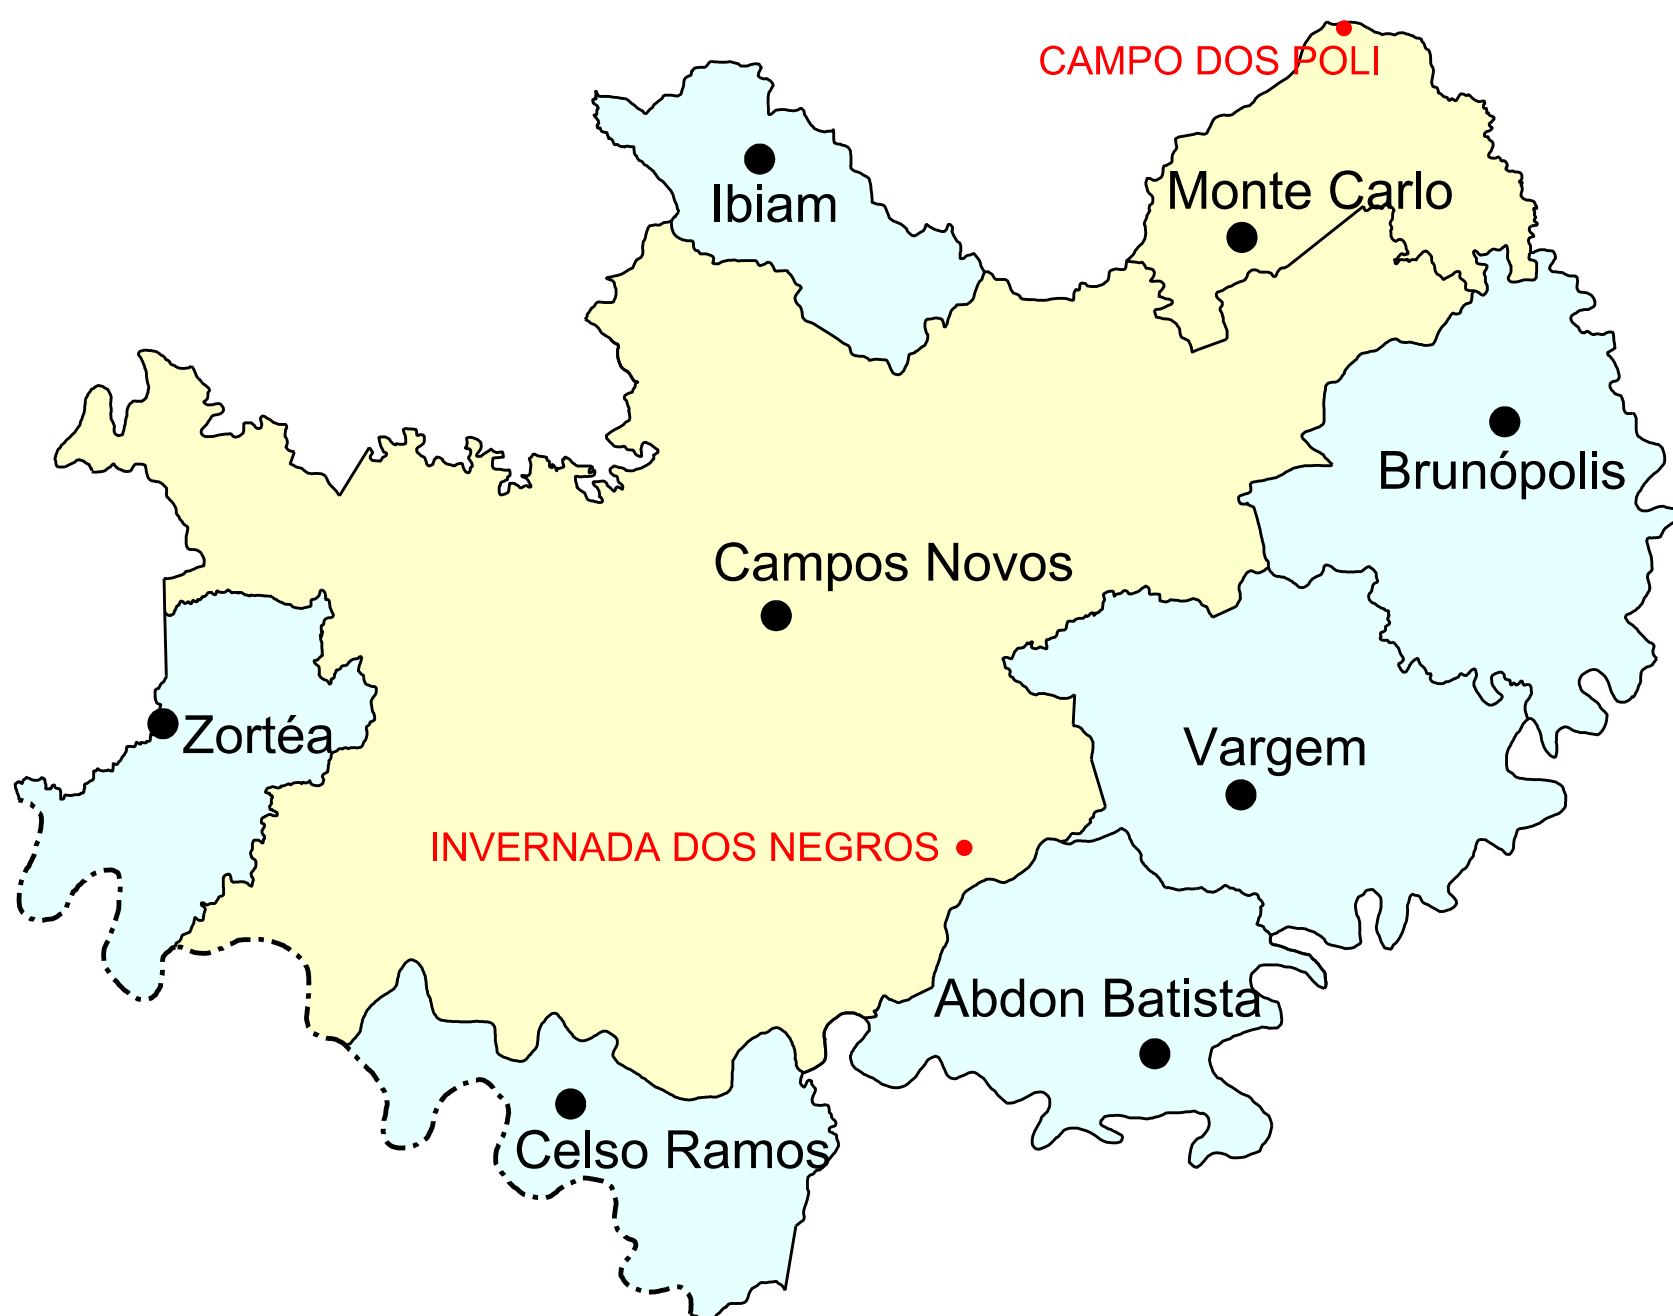 CAMPO DOS POLI
Ibiam
Monte Carlo
Brunópolis
Campos Novos
Zortéa
Vargem
INVERNADA DOS NEGROS
Abdon Batista
Celso Ramos